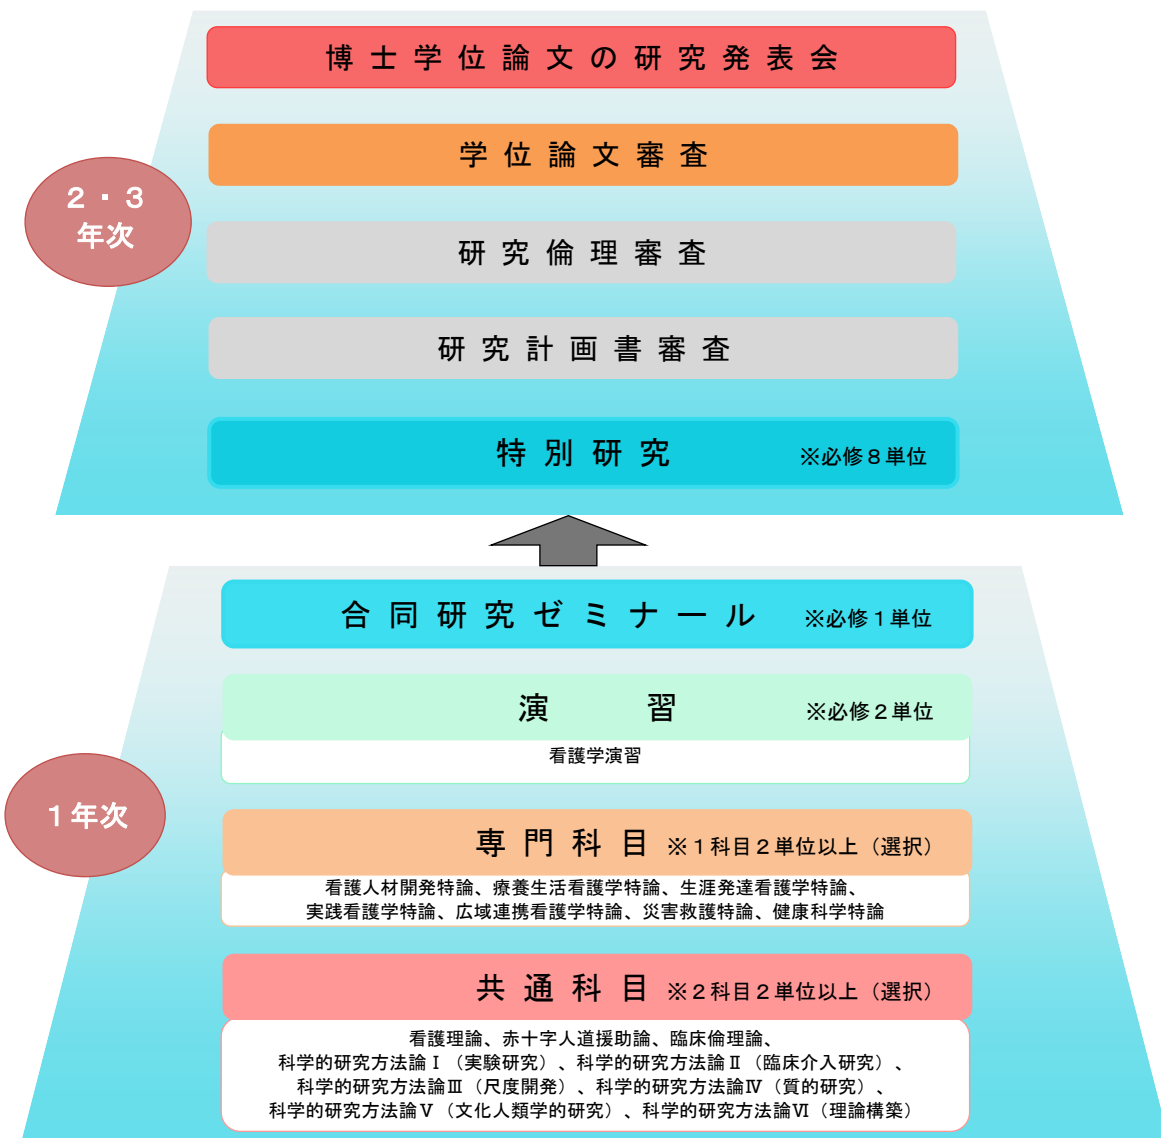 博士学位論文の研究発表会
学位論文審査
2・3
年次
研究倫理審査
研究計画書審査
特別研究 ※必修8単位
合同研究ゼミナール ※必修1単位
演習 ※必修2単位
看護学演習
1年次
専門科目 ※1科目2単位以上（選択）
看護人材開発特論、療養生活看護学特論、生涯発達看護学特論、
実践看護学特論、広域連携看護学特論、災害救護特論、健康科学特論
共通科目 ※2科目2単位以上（選択）
看護理論、赤十字人道援助論、臨床倫理論、
科学的研究方法論Ⅰ（実験研究）、科学的研究方法論Ⅱ（臨床介入研究）、
科学的研究方法論Ⅲ（尺度開発）、科学的研究方法論Ⅳ（質的研究）、
科学的研究方法論Ⅴ（文化人類学的研究）、科学的研究方法論Ⅵ（理論構築）